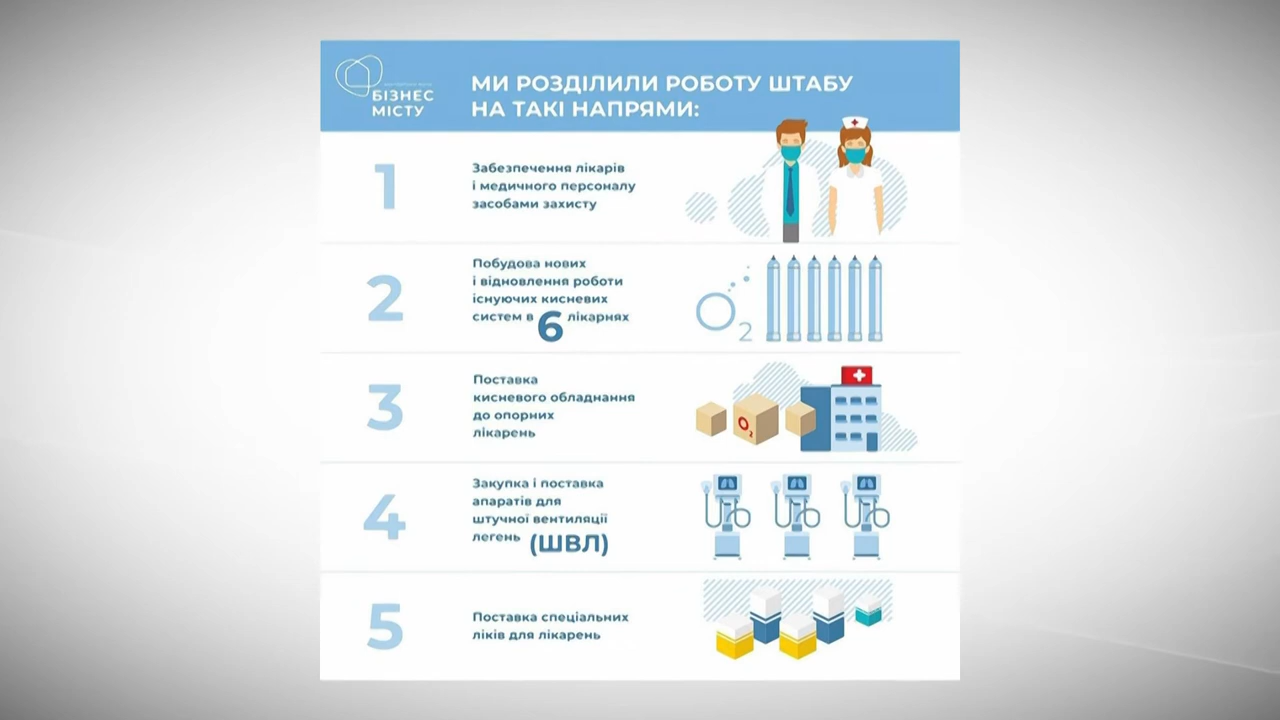 БІЗНЕС
МІСТУ
МИ РОЗДІЛИЛИ РОБОТУ ШТАБУ
НА ТАКІ НАПРЯМИ:
1
Забезпечення лікарів
і медичного персоналу
засобами захисту
2
Побудова нових
і відновлення роботи
існуючих кисневих
систем в 6 лікарнях
O2
3
Поставка
кисневого обладнання
до опорних
лікарень
O2
4
Закупка і поставка
апаратів для
штучної вентиляції
легень (ШВЛ)
5
Поставка спеціальних
ліків для лікарень